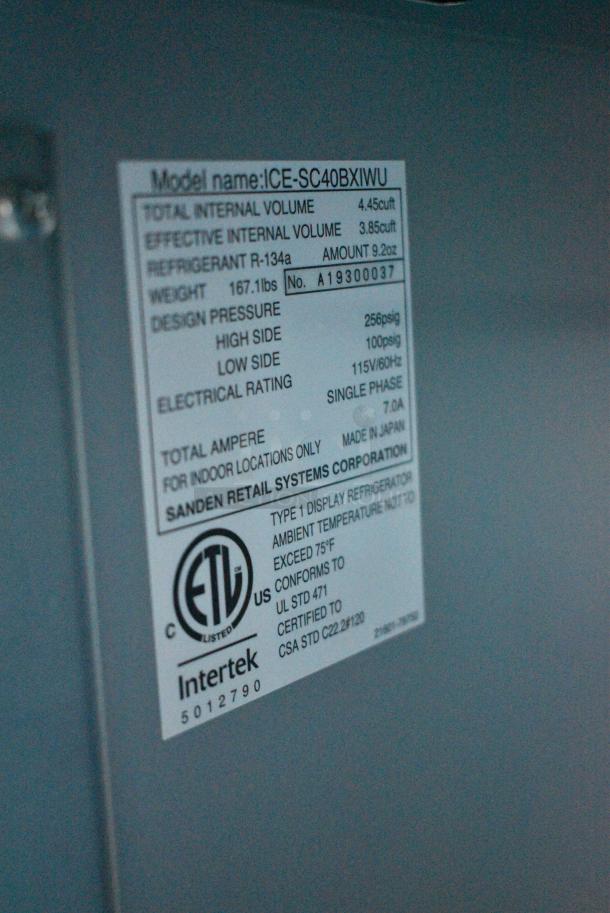 Model name:ICE-SC40BXIWU
TOTAL INTERNAL VOLUME 4.45cuft
EFFECTIVE INTERNAL VOLUME 3.85cuft
REFRIGERANT R-134a AMOUNT 9.2oz
WEIGHT 167.1lbs No. A19300037
DESIGN PRESSURE
HIGH SIDE 256psig
LOW SIDE 100psig
ELECTRICAL RATING 115V/60Hz
SINGLE PHASE
TOTAL AMPERE 7.0A
FOR INDOOR LOCATIONS ONLY MADE IN JAPAN
SANDEN RETAIL SYSTEMS CORPORATION
TYPE 1 DISPLAY REFRIGERATOR
AMBIENT TEMPERATURE NOT TO
EXCEED 75°F
CONFORMS TO
UL STD 471
CERTIFIED TO
CSA STD C22.2#120
ETL
C US
LISTED
Intertek
5012790